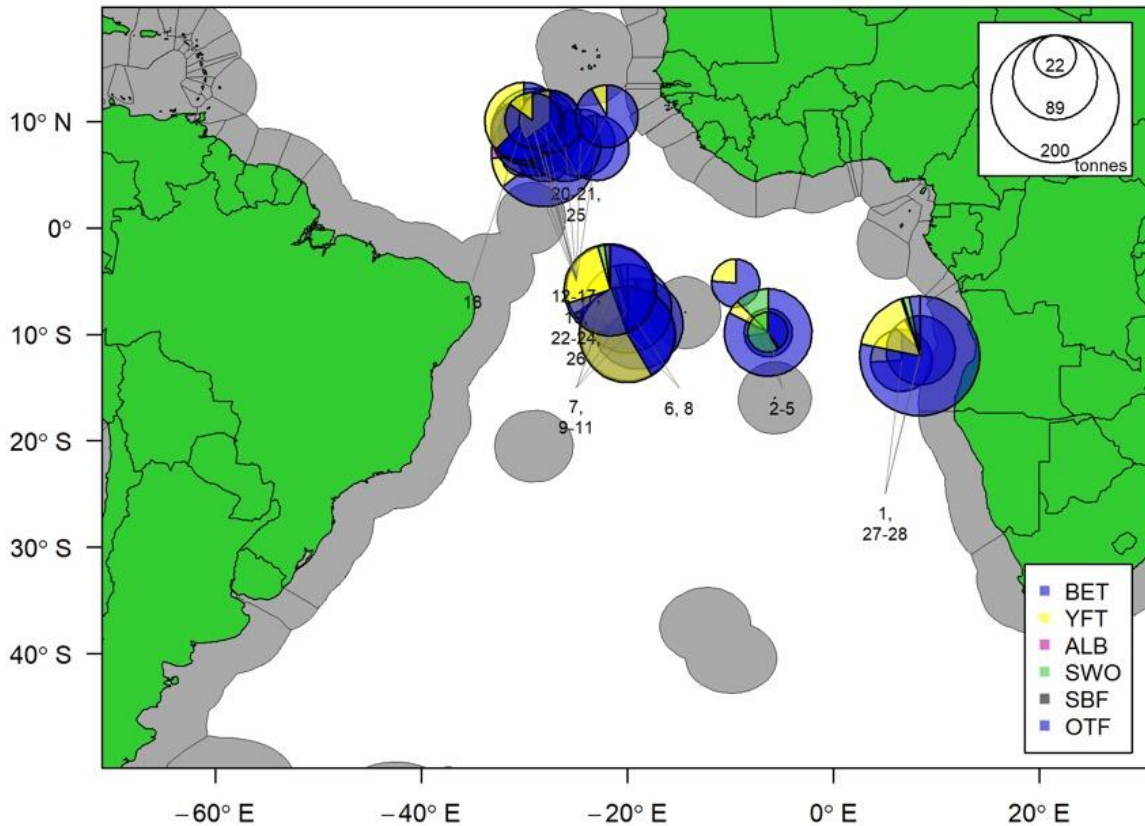 22
89
200
tonnes
10° N
0°
10° S
20° S
30° S
40° S
20-21,
25
18
12-17,
22-24,
26
7,
9-11
6, 8
2-5
1,
27-28
BET
YFT
ALB
SWO
SBF
OTF
−60° E
−40° E
−20° E
0° E
20° E